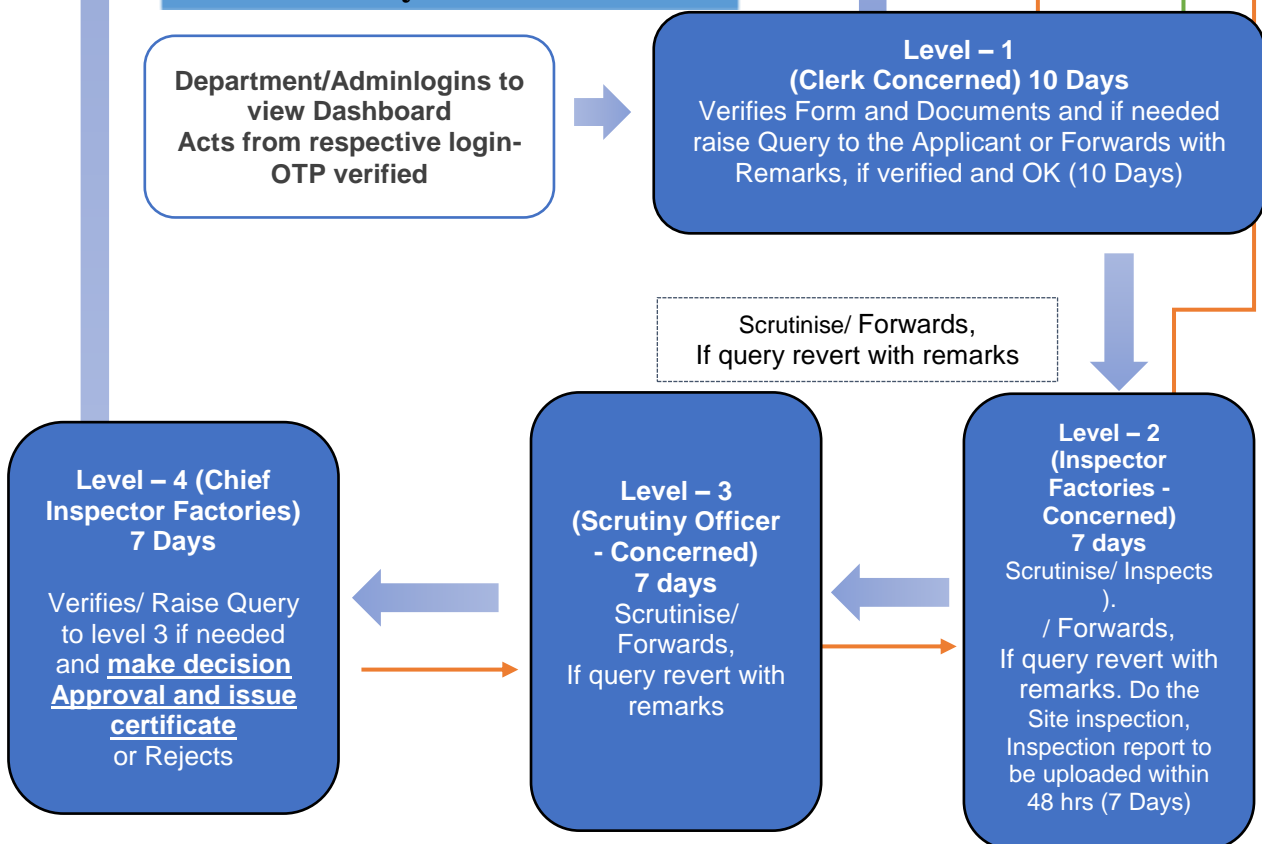 Department/Adminlogins to
view Dashboard
Acts from respective login-
OTP verified
Level – 1
(Clerk Concerned) 10 Days
Verifies Form and Documents and if needed
raise Query to the Applicant or Forwards with
Remarks, if verified and OK (10 Days)
Scrutinise/ Forwards,
If query revert with remarks
Level – 4 (Chief
Inspector Factories)
7 Days
Verifies/ Raise Query
to level 3 if needed
and make decision
Approval and issue
certificate
or Rejects
Level – 3
(Scrutiny Officer
- Concerned)
7 days
Scrutinise/
Forwards,
If query revert with
remarks
Level – 2
(Inspector
Factories -
Concerned)
7 days
Scrutinise/ Inspects
).
/ Forwards,
If query revert with
remarks. Do the
Site inspection,
Inspection report to
be uploaded within
48 hrs (7 Days)